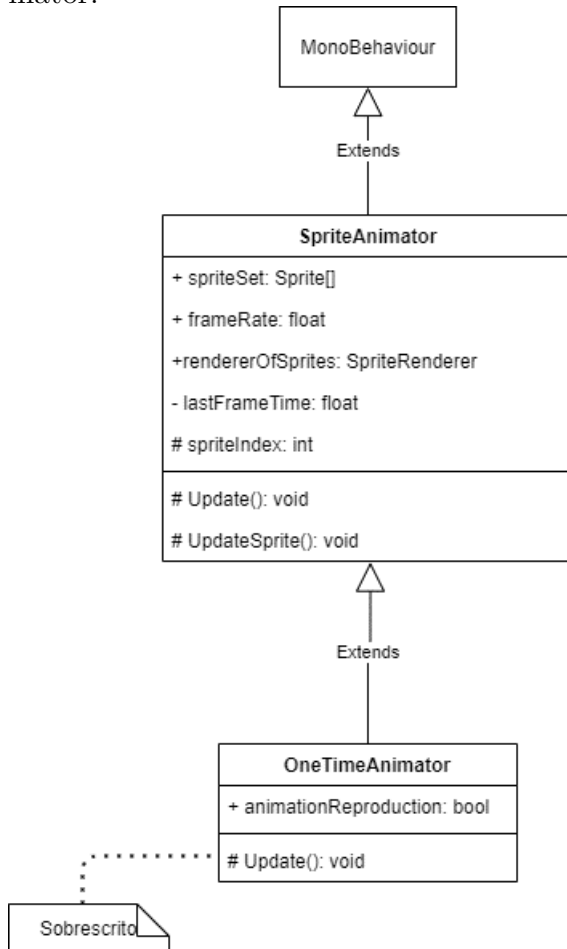 mator.
MonoBehaviour
Extends
SpriteAnimator
+ spriteSet: Sprite[]
+ frameRate: float
+rendererOfSprites: SpriteRenderer
- lastFrameTime: float
# spriteIndex: int
# Update(): void
# UpdateSprite(): void
Extends
OneTimeAnimator
+ animationReproduction: bool
# Update(): void
Sobrescrito